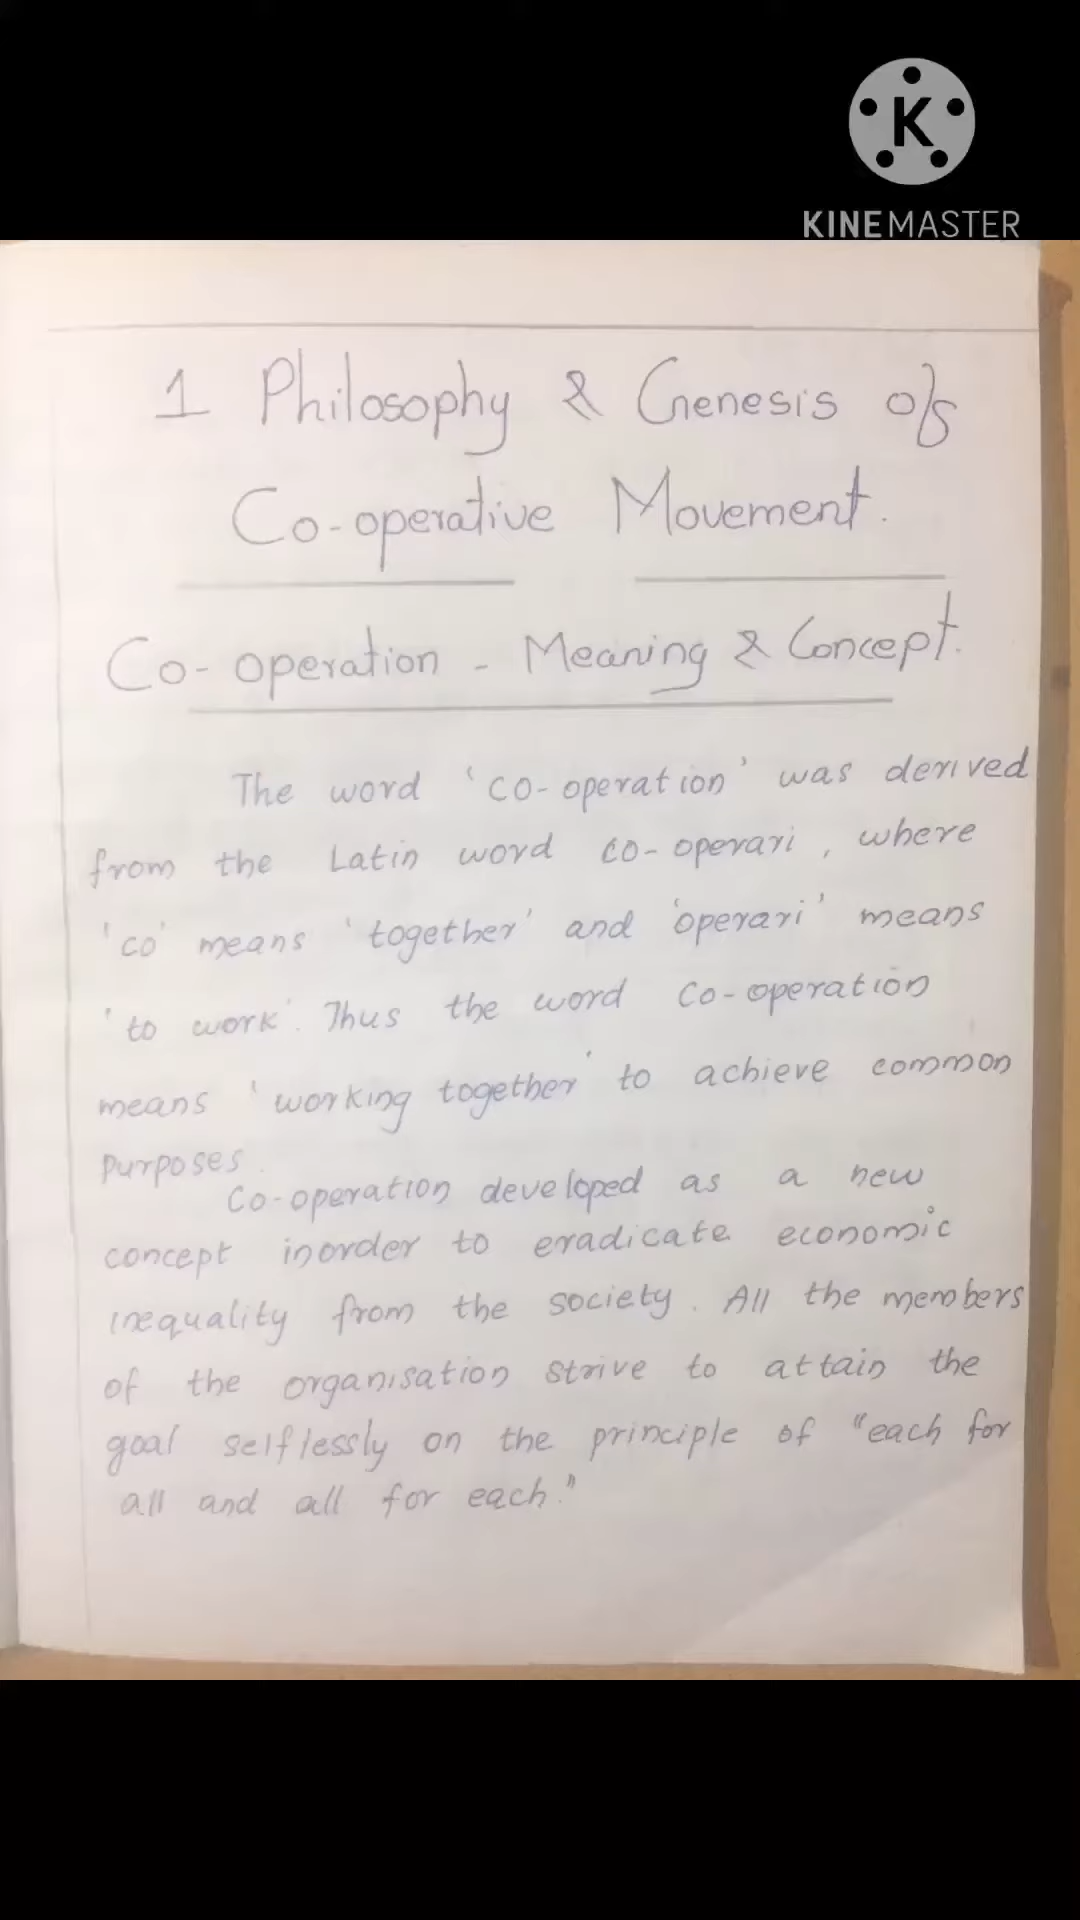 K
KINEMASTER
1 Philosophy & Genesis of
Co-operative Movement.
Co-operation - Meaning & Concept.
The word 'co-operation' was derived
from the Latin word co-operari, where
'co' means 'together' and 'operari' means
'to work'. Thus the word Co-operation
means 'working together' to achieve common
purposes.
Co-operation developed as a new
concept inorder to eradicate economic
inequality from the society. All the members
of the organisation strive to attain the
goal selflessly on the principle of "each for
all and all for each."